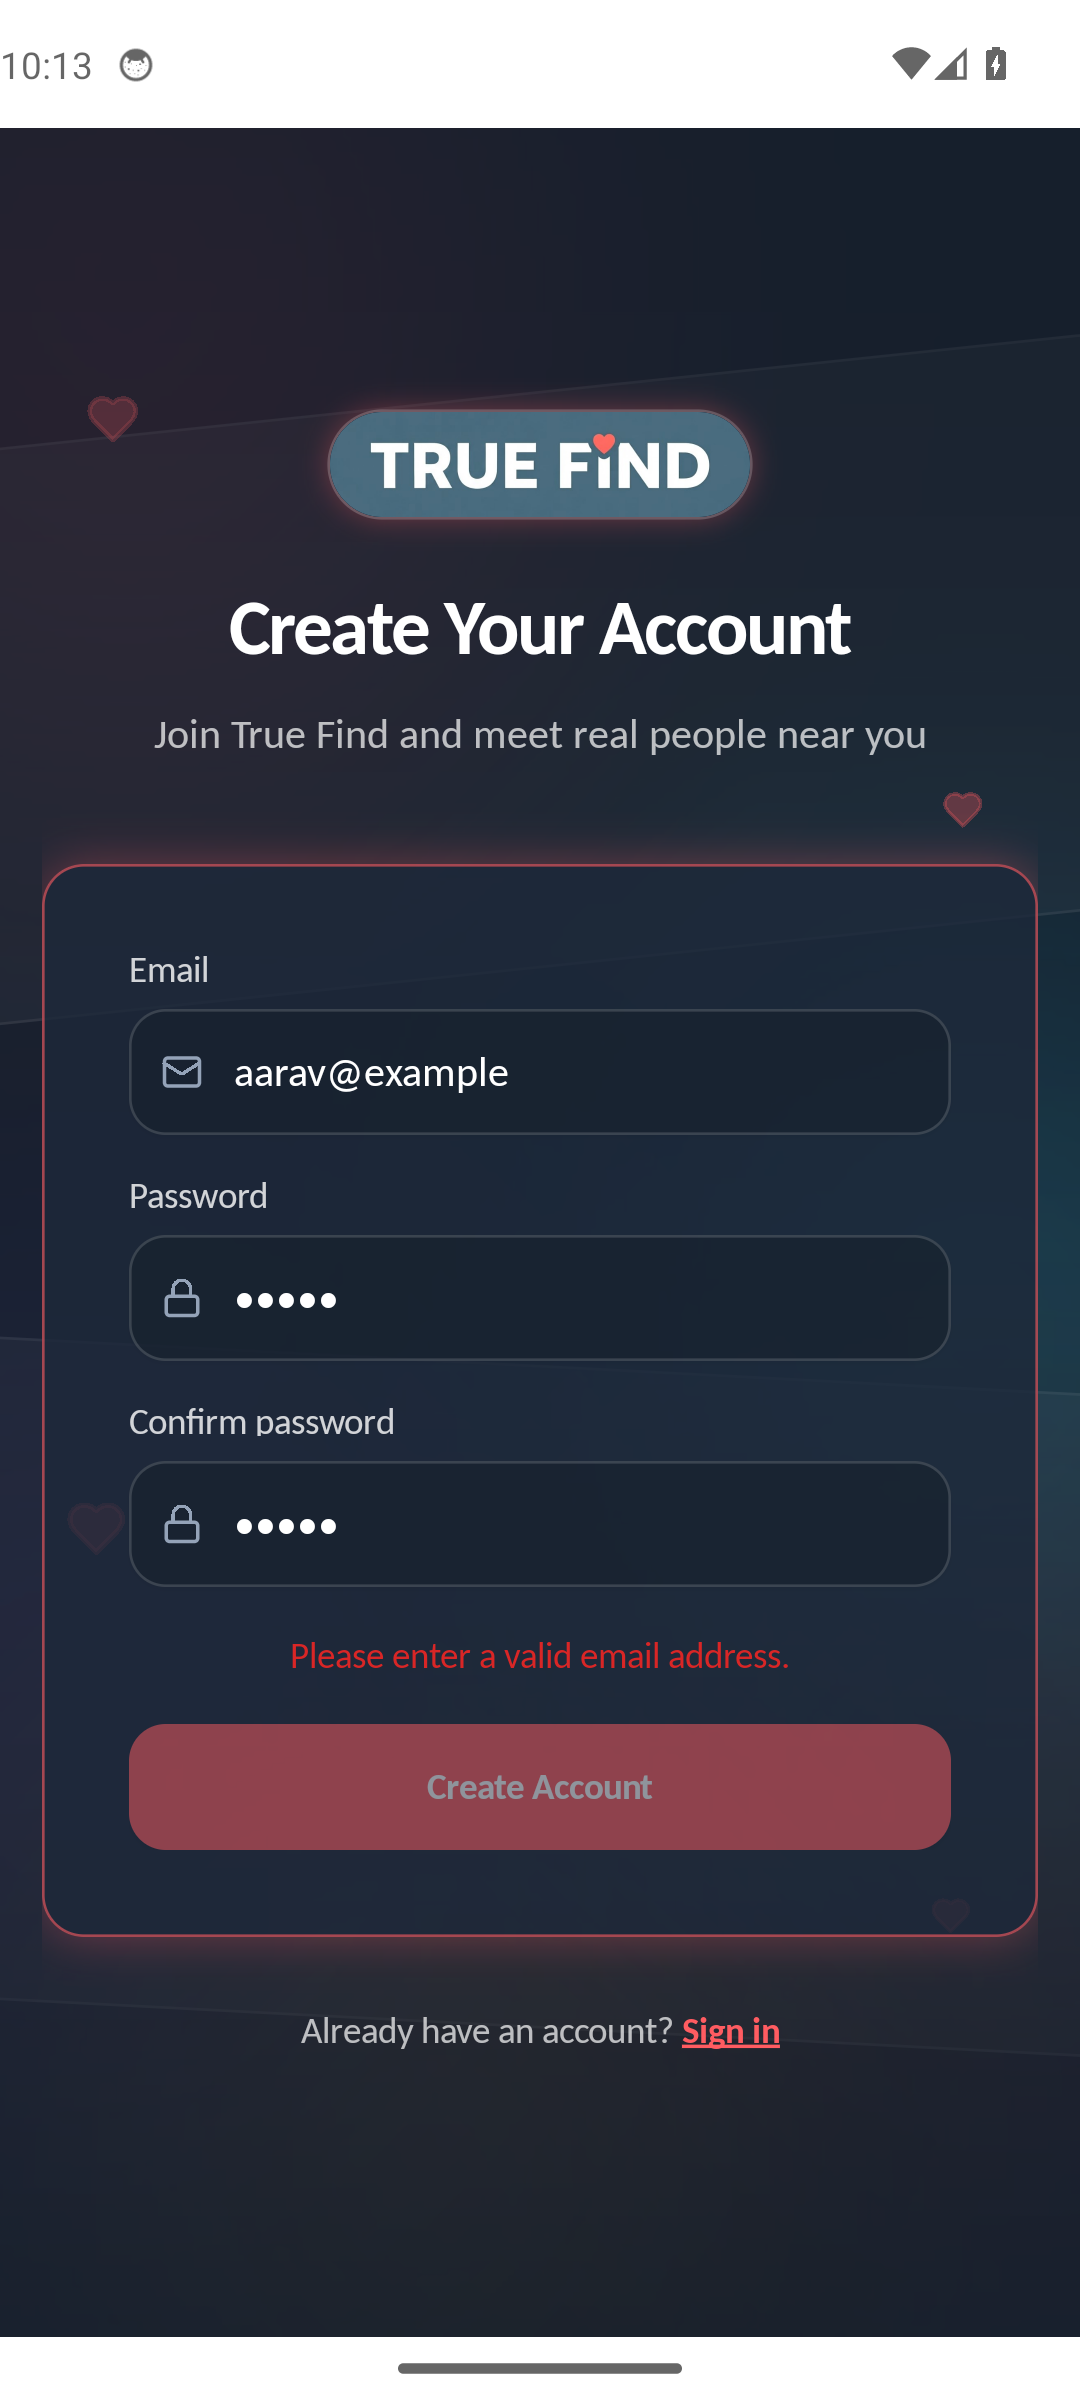 10:13
TRUE FiND
Create Your Account
Join True Find and meet real people near you
Email
aarav@example
Password
•••••
Confirm password
•••••
Please enter a valid email address.
Create Account
Already have an account? Sign in